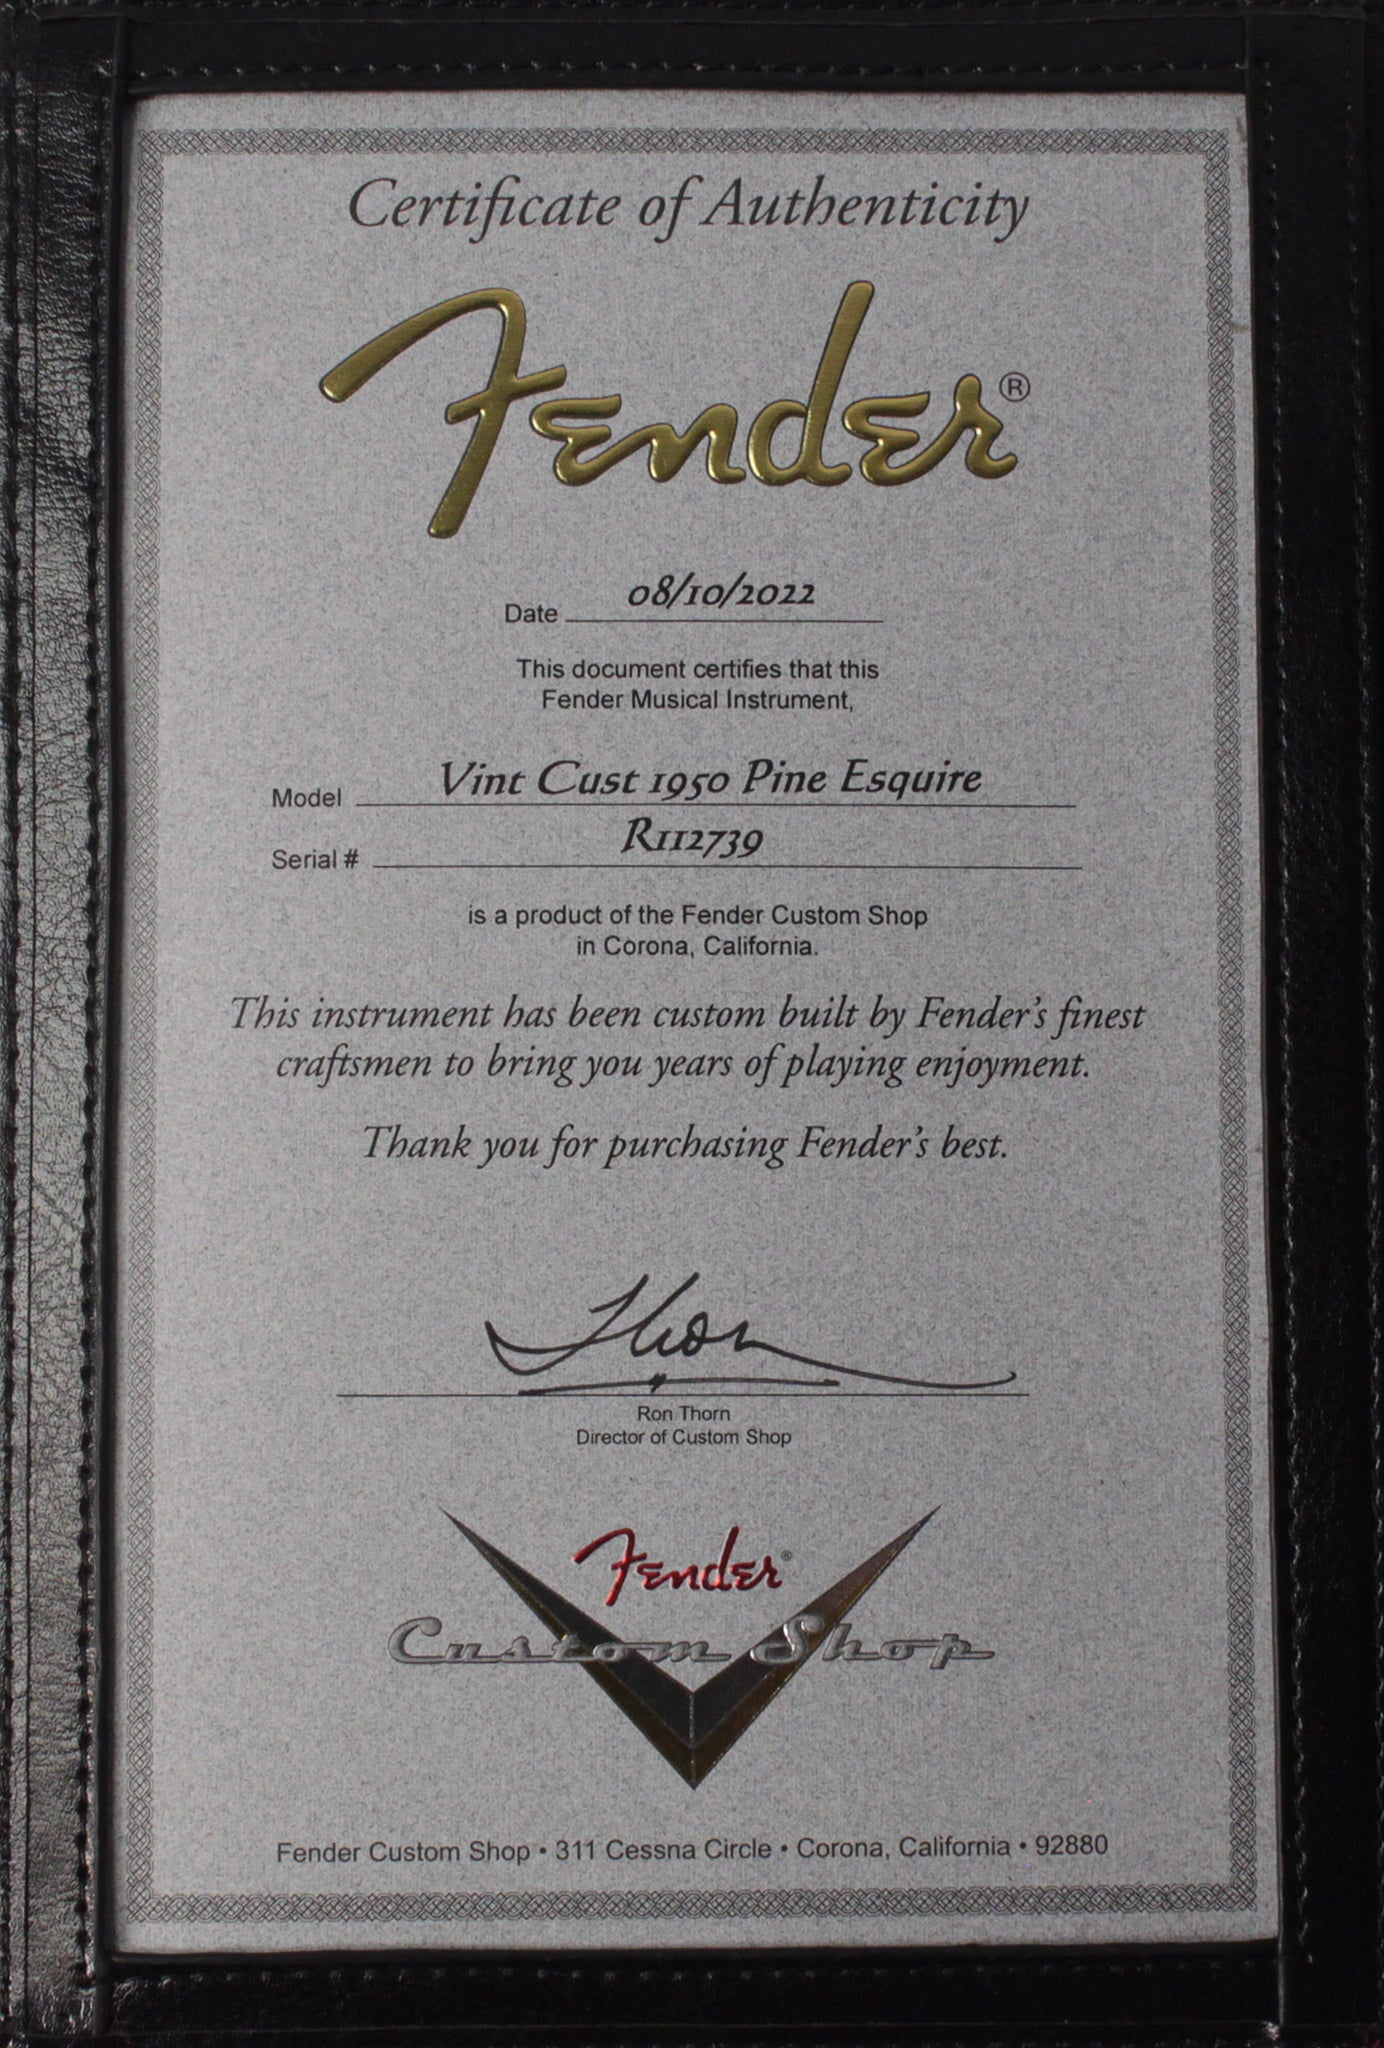 Certificate of Authenticity
Fender®
Date 08/10/2022
This document certifies that this
Fender Musical Instrument,
Model Vint Cust 1950 Pine Esquire
Serial # R112739
is a product of the Fender Custom Shop
in Corona, California.
This instrument has been custom built by Fender's finest
craftsmen to bring you years of playing enjoyment.
Thank you for purchasing Fender's best.
Thorn
Ron Thorn
Director of Custom Shop
Fender®
Custom Shop
Fender Custom Shop • 311 Cessna Circle • Corona, California • 92880